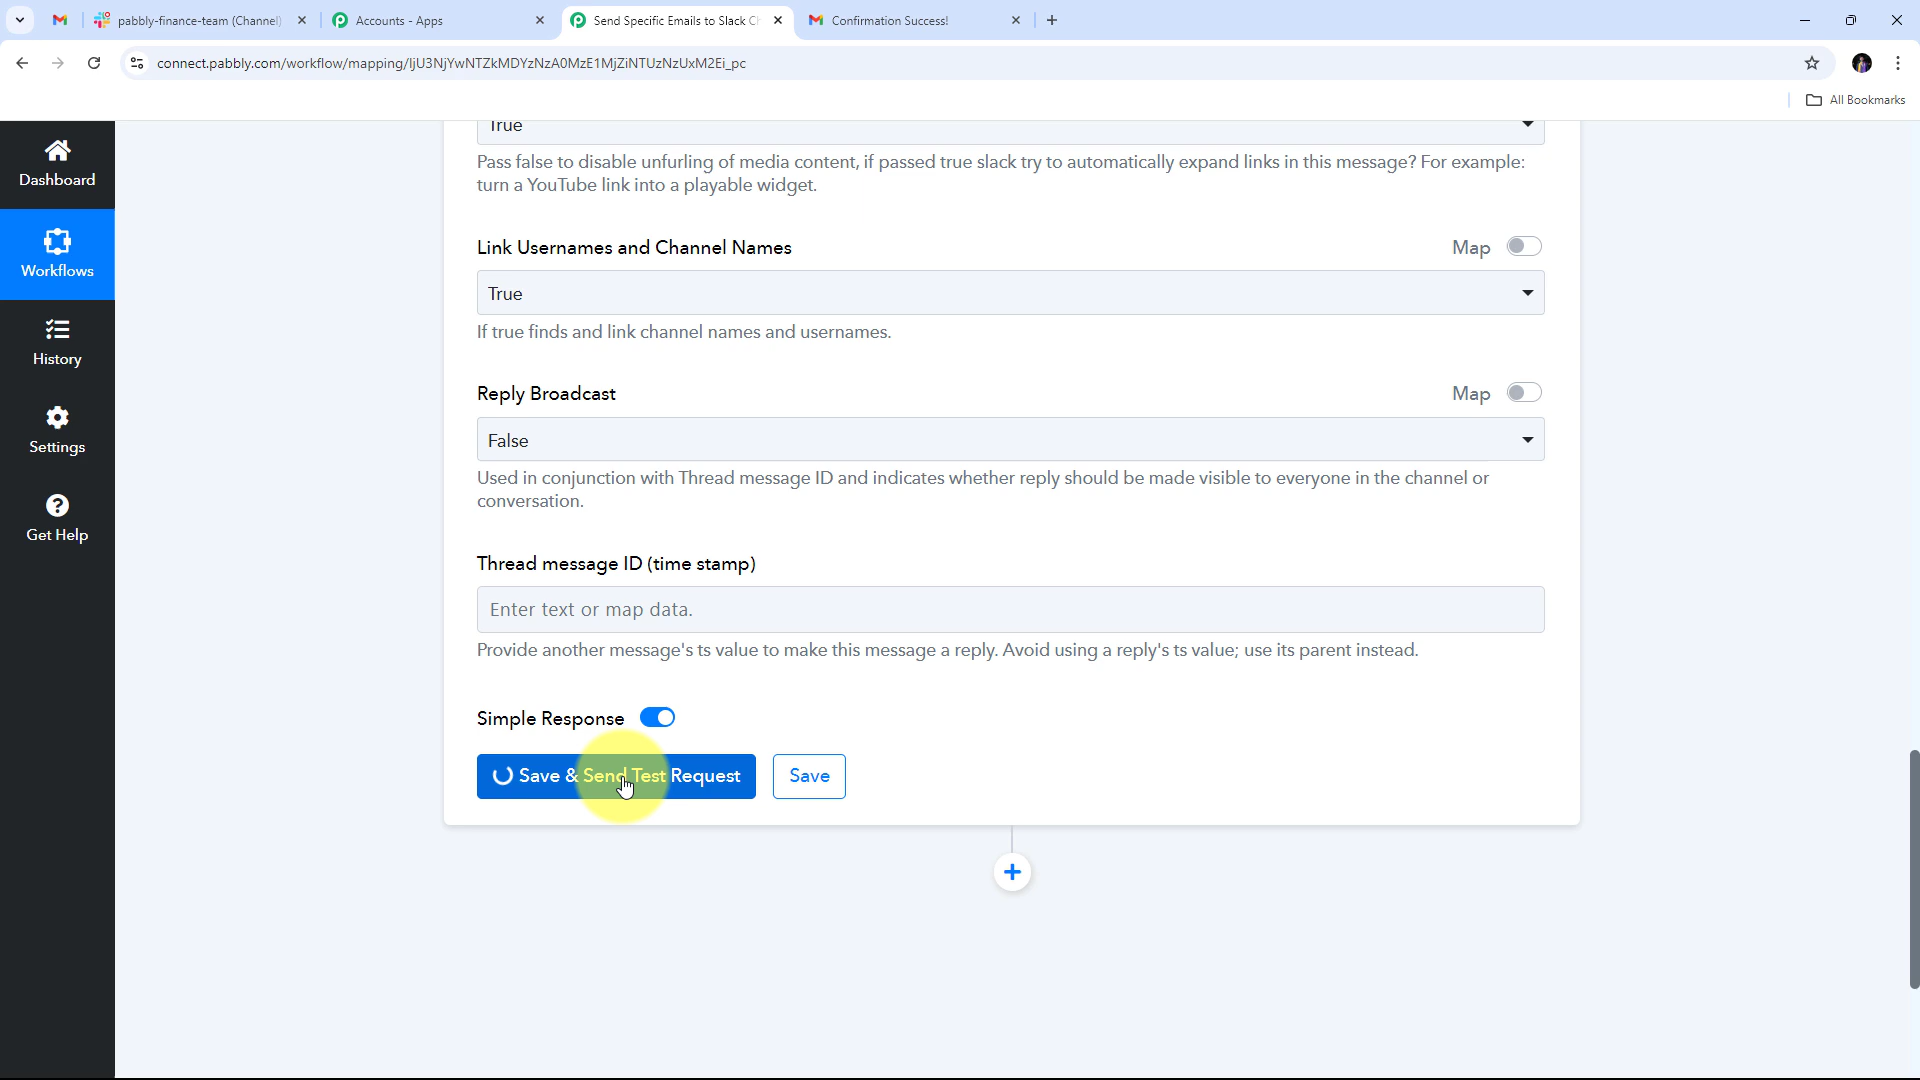 pabbly-finance-team (Channel)
Accounts - Apps
Send Specific Emails to Slack Ch
Confirmation Success!
connect.pabbly.com/workflow/mapping/IjU3NjYwNTZkMDYzNzA0MzE1MjZiNTUzNzUxM2Ei_pc
All Bookmarks
Dashboard
Workflows
History
Settings
Get Help
True
Pass false to disable unfurling of media content, if passed true slack try to automatically expand links in this message? For example:
turn a YouTube link into a playable widget.
Link Usernames and Channel Names
Map
True
If true finds and link channel names and usernames.
Reply Broadcast
Map
False
Used in conjunction with Thread message ID and indicates whether reply should be made visible to everyone in the channel or
conversation.
Thread message ID (time stamp)
Enter text or map data.
Provide another message's ts value to make this message a reply. Avoid using a reply's ts value; use its parent instead.
Simple Response
Save & Send Test Request
Save